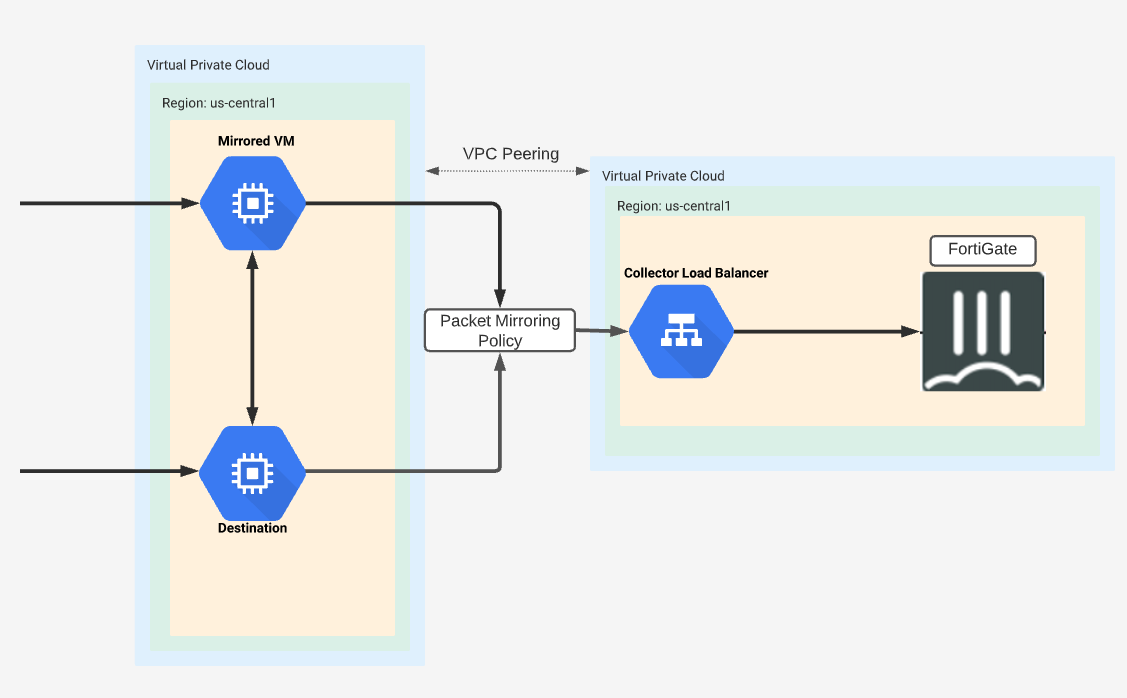 Virtual Private Cloud
Region: us-central1
Mirrored VM
Destination
VPC Peering
Packet Mirroring
Policy
Virtual Private Cloud
Region: us-central1
Collector Load Balancer
FortiGate